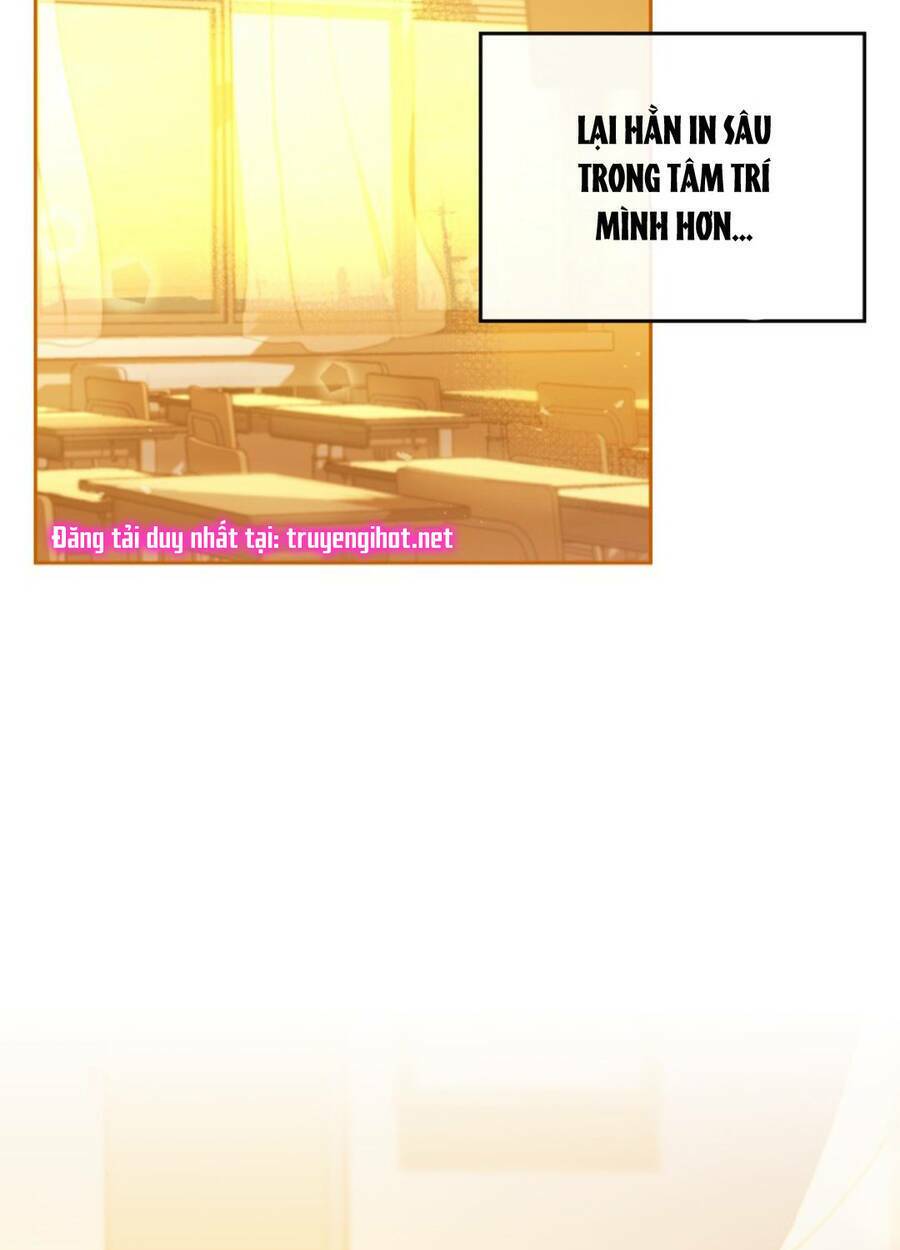 LẠI HẰN IN SÂU
TRONG TÂM TRÍ
MÌNH HƠN...
Đăng tải duy nhất tại: truyengihot.net